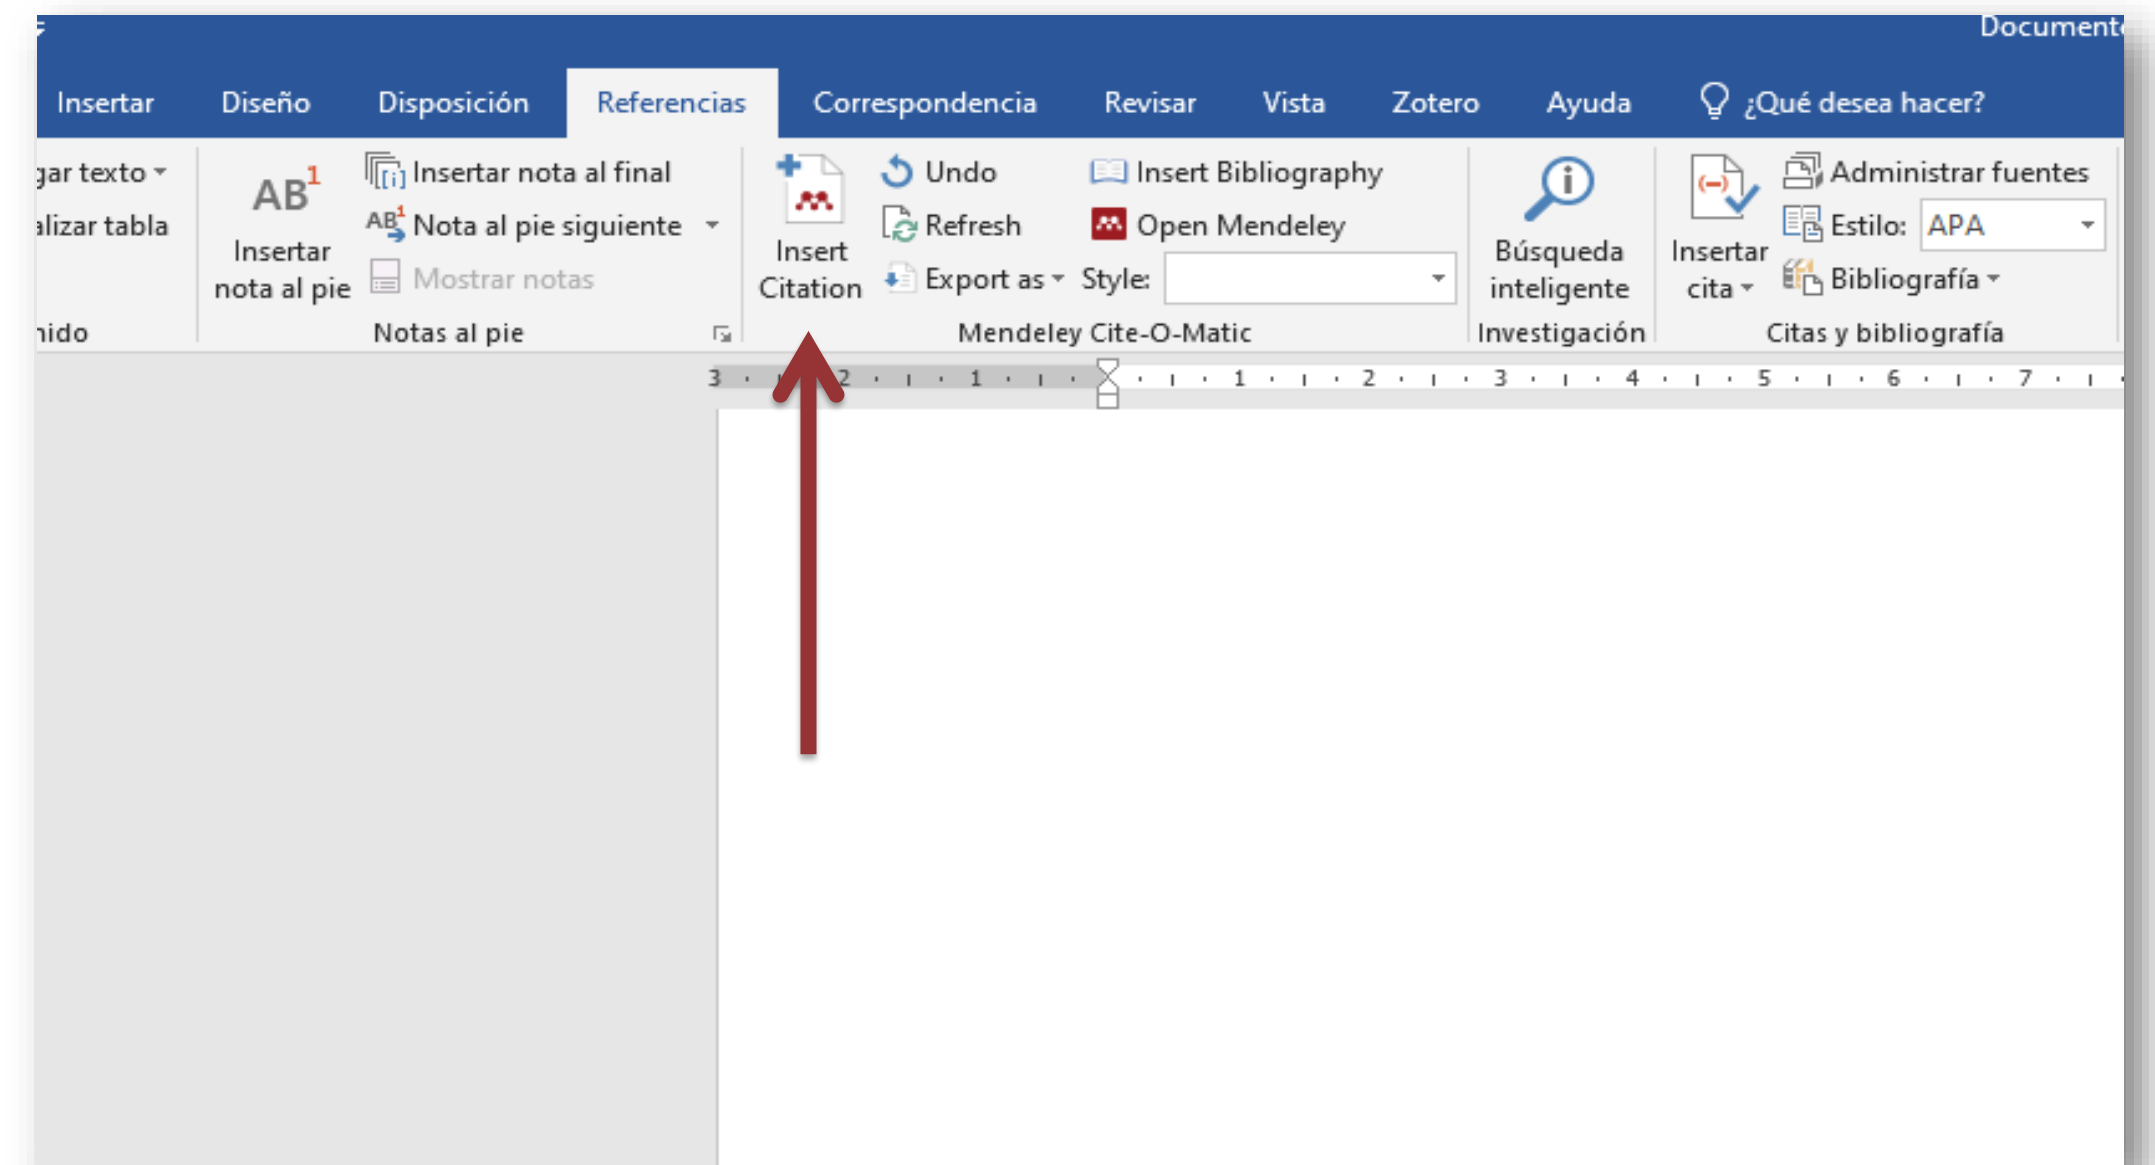 Documento
Insertar Diseño Disposición Referencias Correspondencia Revisar Vista Zotero Ayuda ¿Qué desea hacer?
gar texto
alizar tabla
nido
AB1
Insertar
nota al pie
Insertar nota al final
AB1 Nota al pie siguiente
Mostrar notas
Notas al pie
Insert
Citation
Undo
Refresh
Export as
Insert Bibliography
Open Mendeley
Style:
Mendeley Cite-O-Matic
Búsqueda
inteligente
Investigación
Insertar
cita
Administrar fuentes
Estilo: APA
Bibliografía
Citas y bibliografía
3 2 1 1 2 3 4 5 6 7